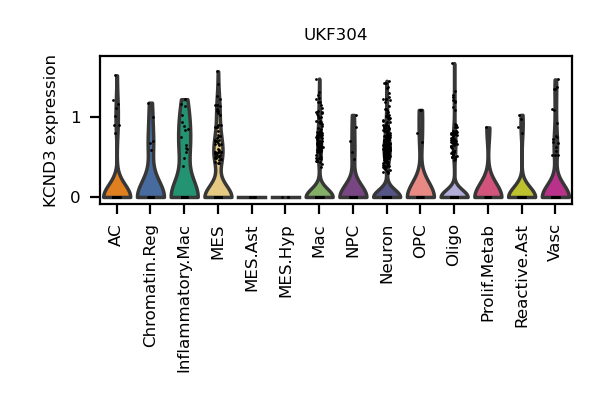 UKF304
KCND3 expression
1
0
AC
Chromatin.Reg
Inflammatory.Mac
MES
MES.Ast
MES.Hyp
Mac
NPC
Neuron
OPC
Oligo
Prolif.Metab
Reactive.Ast
Vasc